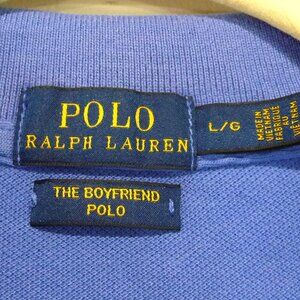 POLO
RALPH LAUREN
L/G
MADE IN
VIETNAM
FABRIQUE
AU
VIETNAM
THE BOYFRIEND
POLO